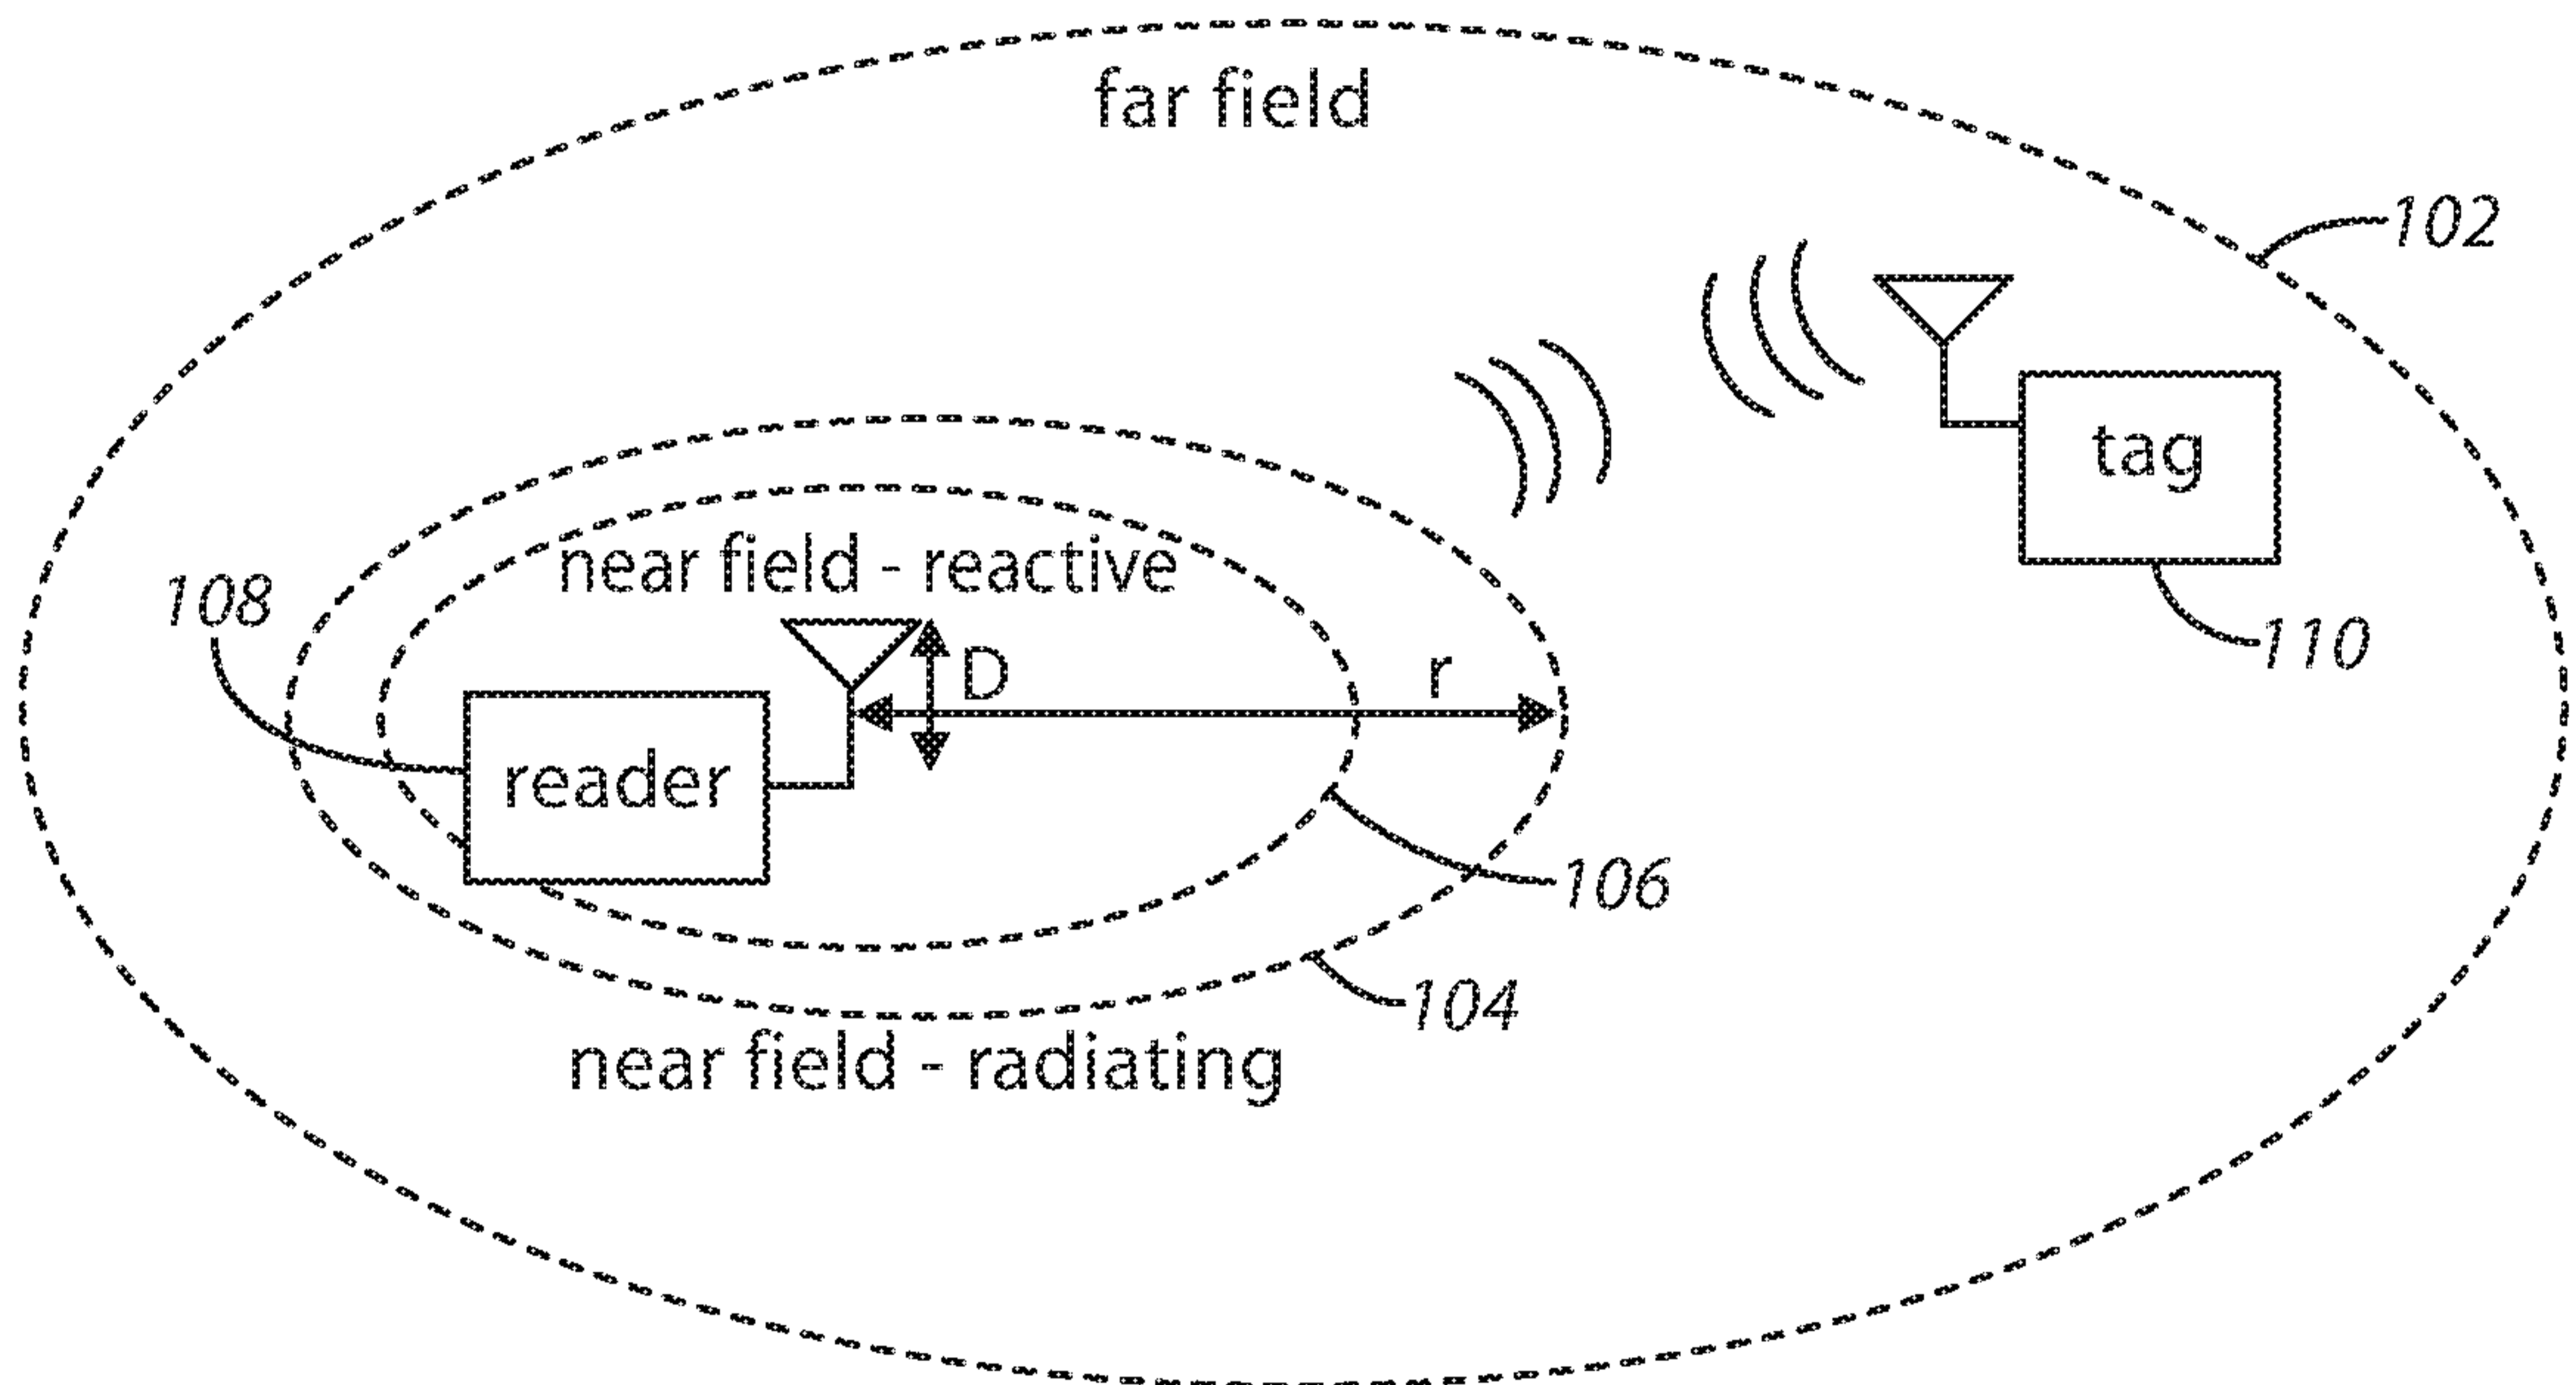 far field
102
tag
near field - reactive
108
110
D
r
reader
106
104
near field - radiating